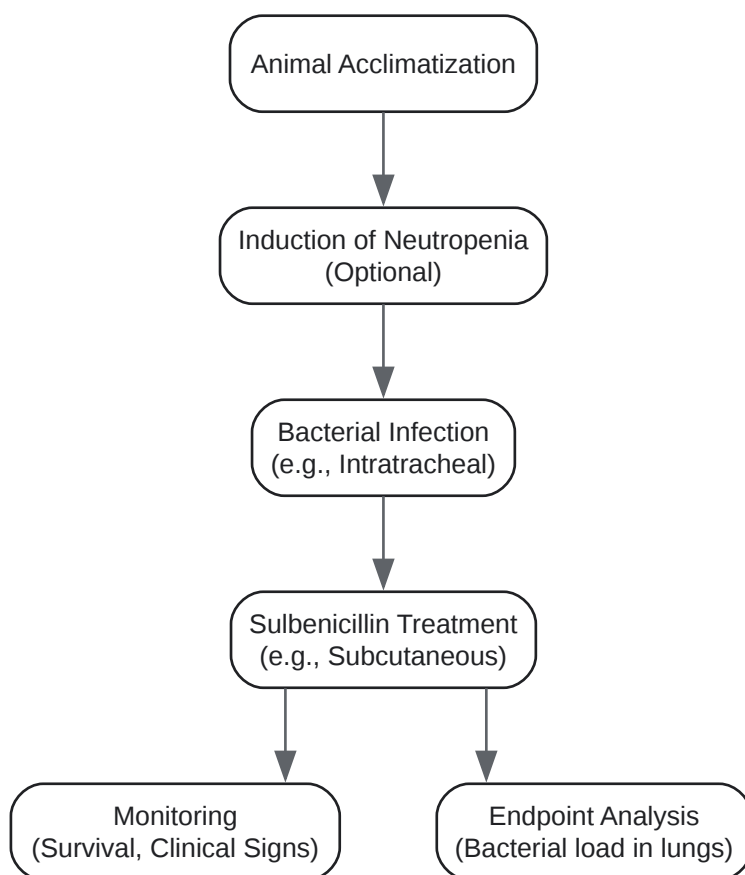 Animal Acclimatization
Induction of Neutropenia
(Optional)
Bacterial Infection
(e.g., Intratracheal)
Sulbenicillin Treatment
(e.g., Subcutaneous)
Monitoring
(Survival, Clinical Signs)
Endpoint Analysis
(Bacterial load in lungs)